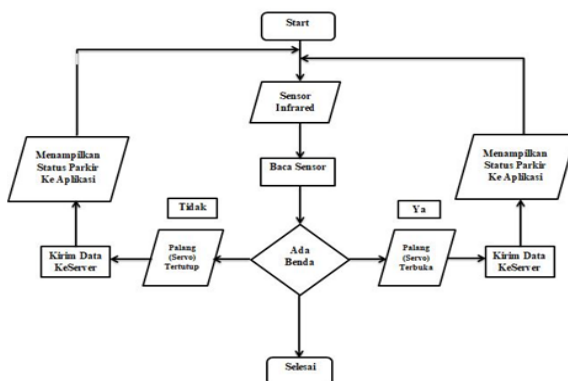 Start
Sensor
Infrared
Menampilkan
Status Parkir
Ke Aplikasi
Menampilkan
Status Parkir
Ke Aplikasi
Baca Sensor
Tidak
Ya
Kirim Data
KeServer
Palang
(Servo)
Tertutup
Ada
Benda
Palang
(Servo)
Terbuka
Kirim Data
KeServer
Selesai